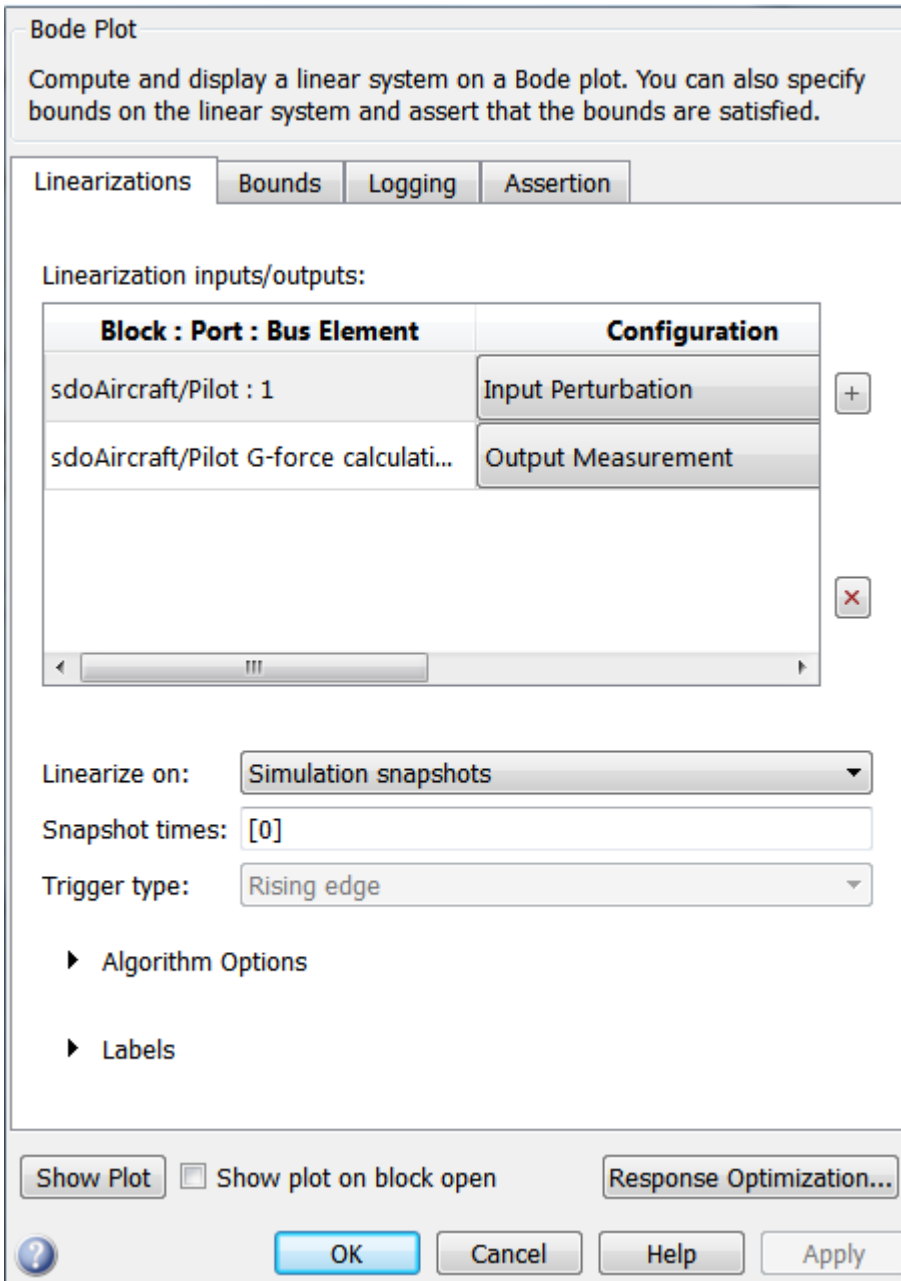 Bode Plot
Compute and display a linear system on a Bode plot. You can also specify
bounds on the linear system and assert that the bounds are satisfied.
Linearizations Bounds Logging Assertion
Linearization inputs/outputs:
Block : Port : Bus Element Configuration
sdoAircraft/Pilot : 1 Input Perturbation
sdoAircraft/Pilot G-force calculati... Output Measurement
Linearize on: Simulation snapshots
Snapshot times: [0]
Trigger type: Rising edge
Algorithm Options
Labels
Show Plot Show plot on block open Response Optimization...
OK Cancel Help Apply